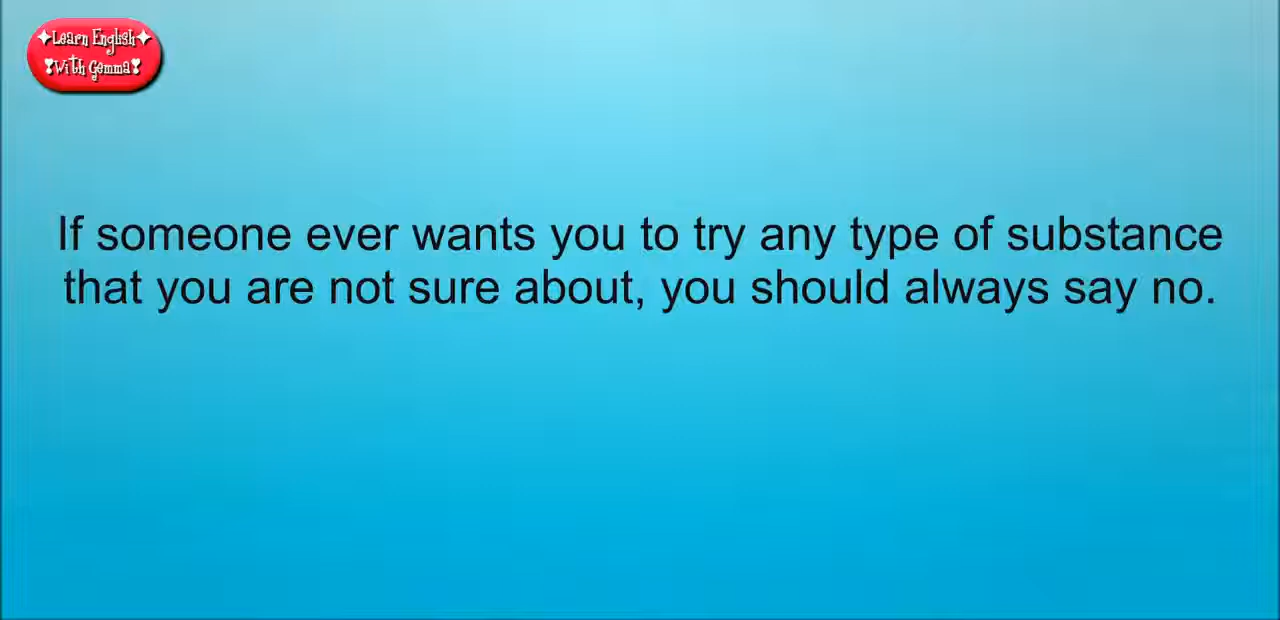 ✦Learn English✦
❣With Gemma❣
If someone ever wants you to try any type of substance
that you are not sure about, you should always say no.